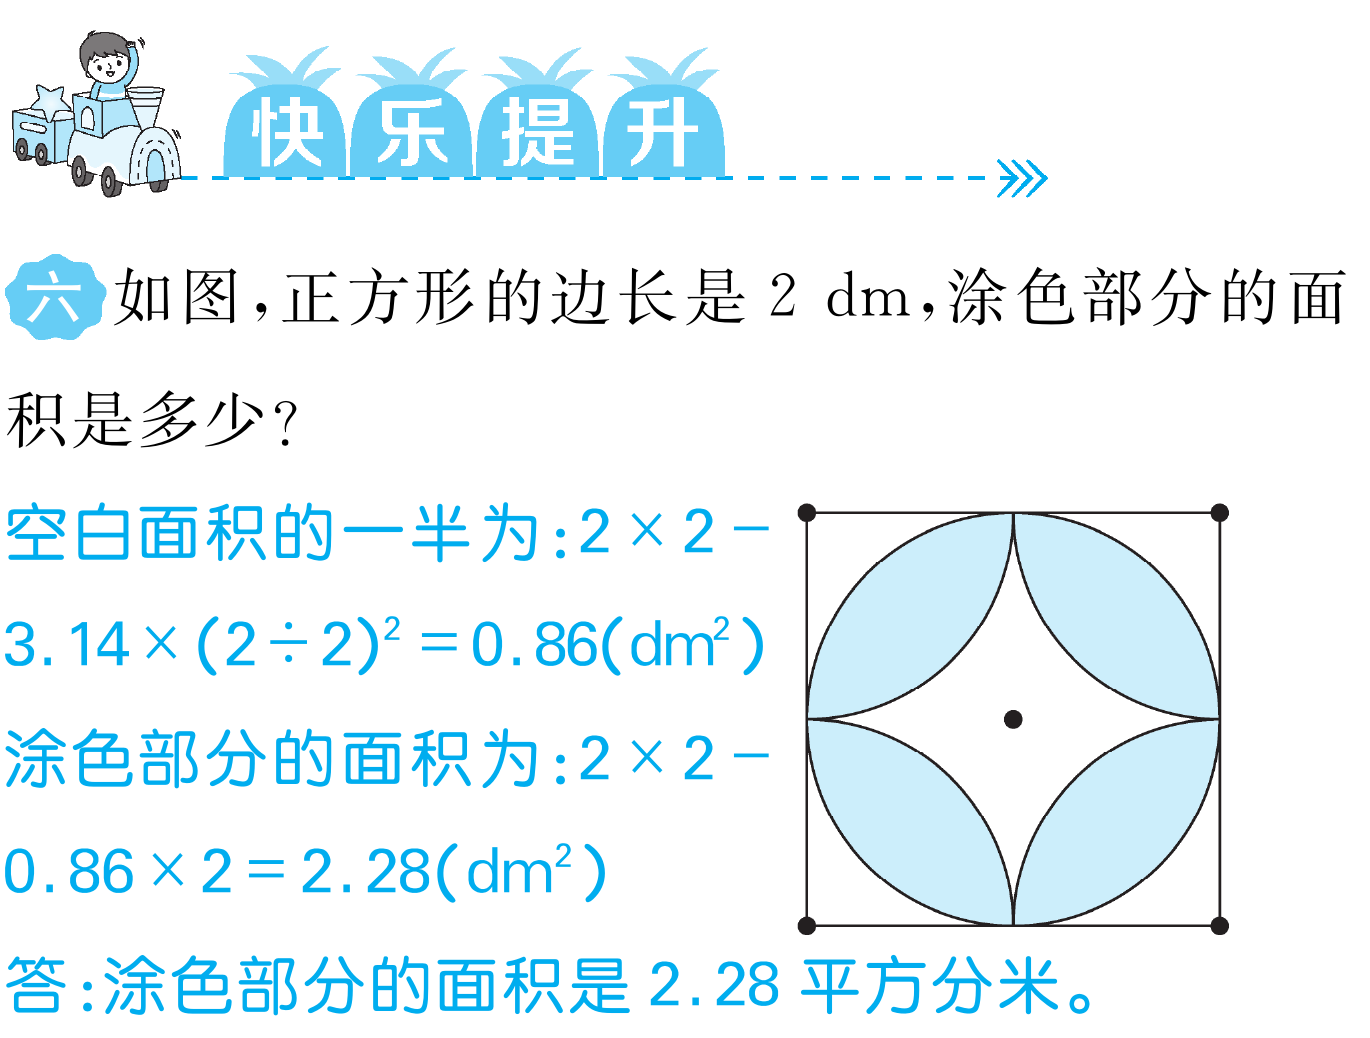 快乐提升
六 如图,正方形的边长是 2 dm,涂色部分的面
积是多少?
空白面积的一半为:2×2－
3.14×(2÷2)²＝0.86(dm²)
涂色部分的面积为:2×2－
0.86×2＝2.28(dm²)
答:涂色部分的面积是 2.28 平方分米。